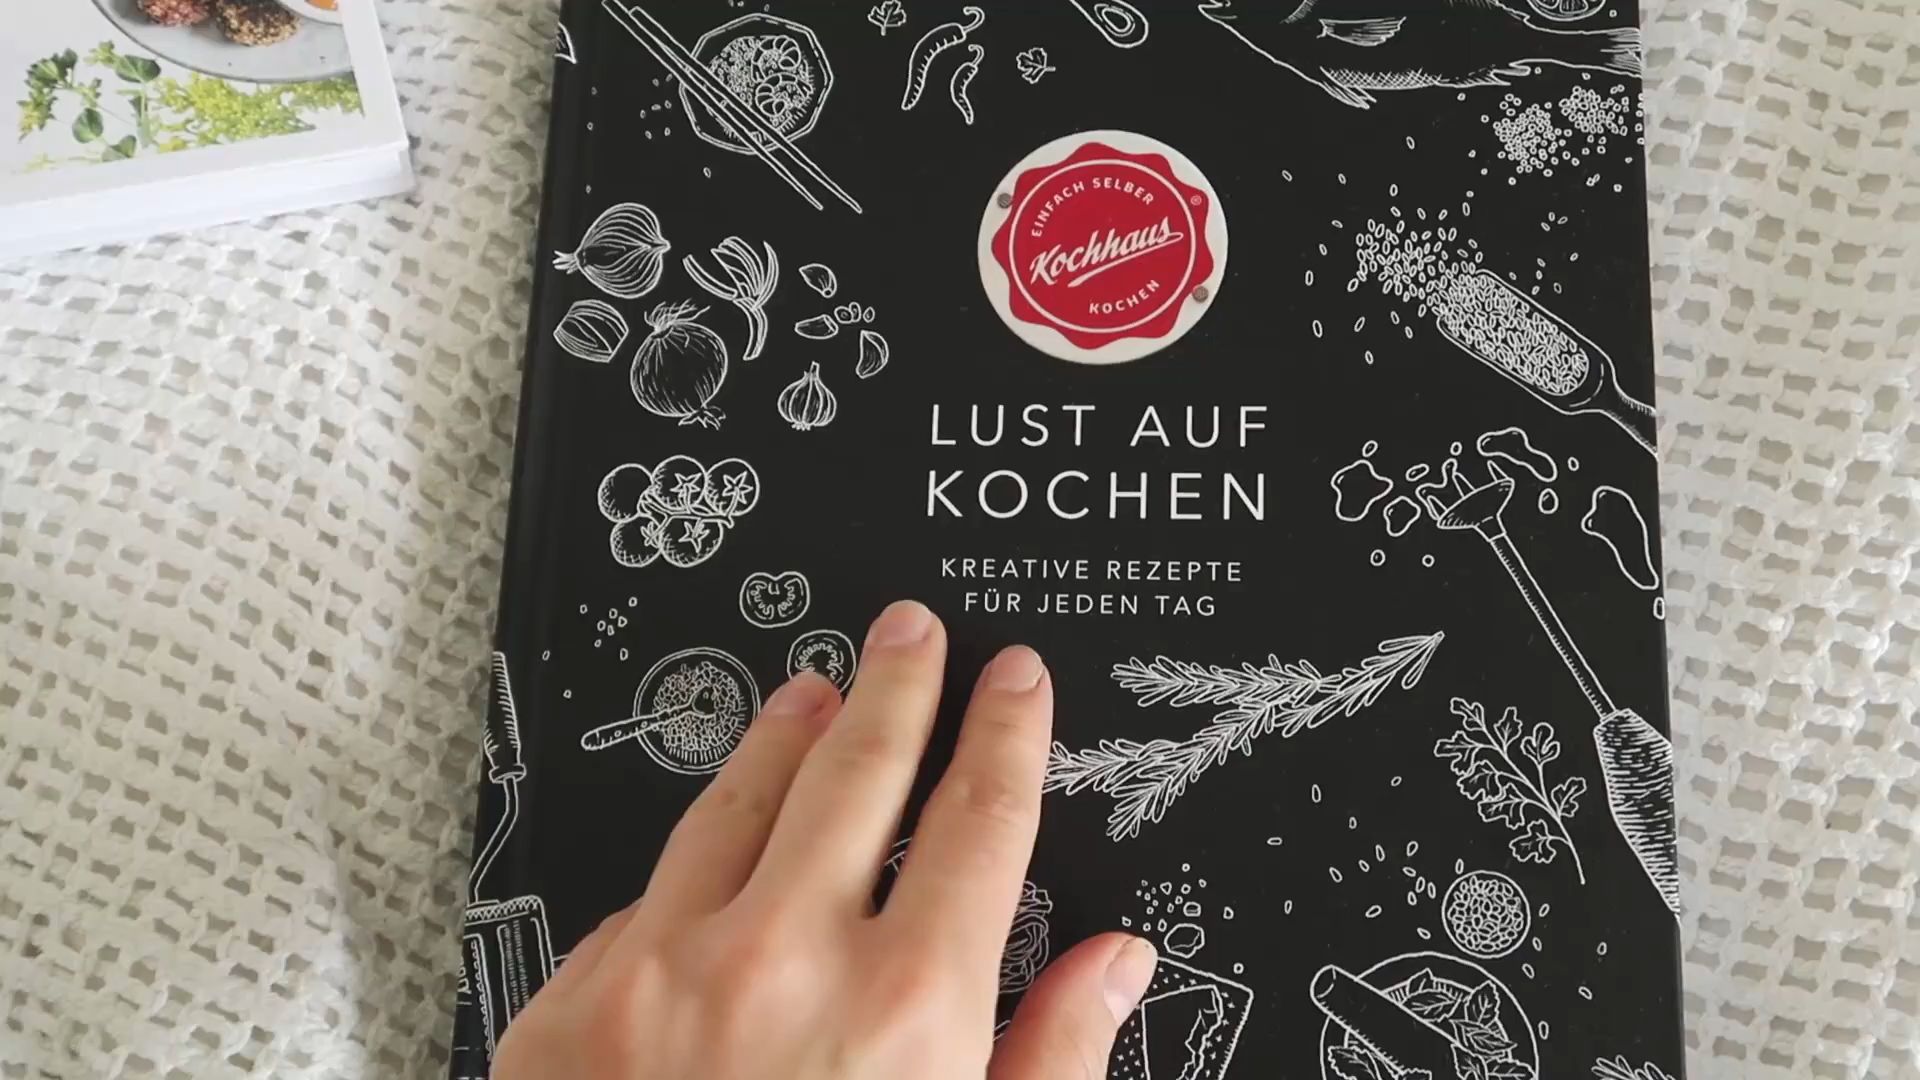 EINFACH SELBER
®
Kochhaus
KOCHEN
LUST AUF
KOCHEN
KREATIVE REZEPTE
FÜR JEDEN TAG